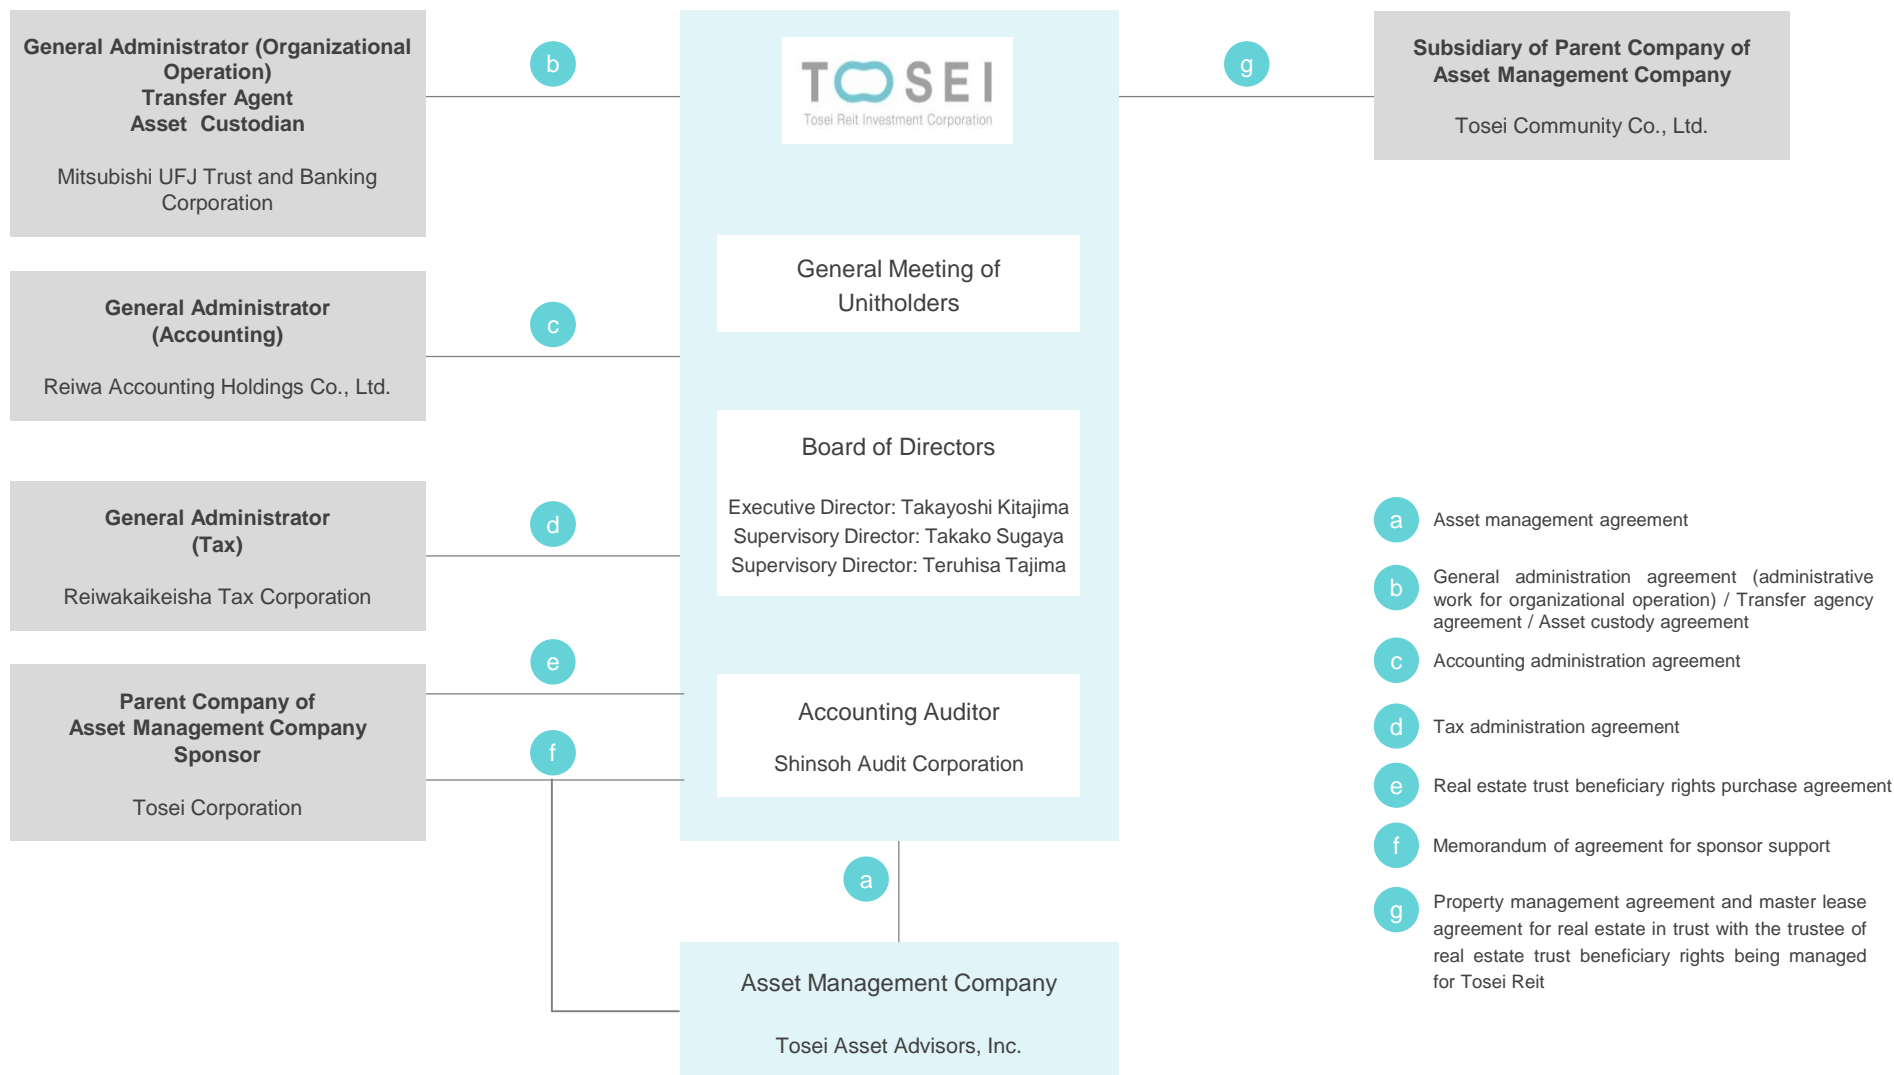 General Administrator (Organizational
Operation)
Transfer Agent
Asset Custodian
Mitsubishi UFJ Trust and Banking
Corporation
b
General Administrator
(Accounting)
Reiwa Accounting Holdings Co., Ltd.
c
General Administrator
(Tax)
Reiwakaikeisha Tax Corporation
d
Parent Company of
Asset Management Company
Sponsor
Tosei Corporation
e
f
TOSEI
Tosei Reit Investment Corporation
General Meeting of
Unitholders
Board of Directors
Executive Director: Takayoshi Kitajima
Supervisory Director: Takako Sugaya
Supervisory Director: Teruhisa Tajima
Accounting Auditor
Shinsoh Audit Corporation
a
Asset Management Company
Tosei Asset Advisors, Inc.
g
Subsidiary of Parent Company of
Asset Management Company
Tosei Community Co., Ltd.
a Asset management agreement
b General administration agreement (administrative
work for organizational operation) / Transfer agency
agreement / Asset custody agreement
c Accounting administration agreement
d Tax administration agreement
e Real estate trust beneficiary rights purchase agreement
f Memorandum of agreement for sponsor support
g Property management agreement and master lease
agreement for real estate in trust with the trustee of
real estate trust beneficiary rights being managed
for Tosei Reit